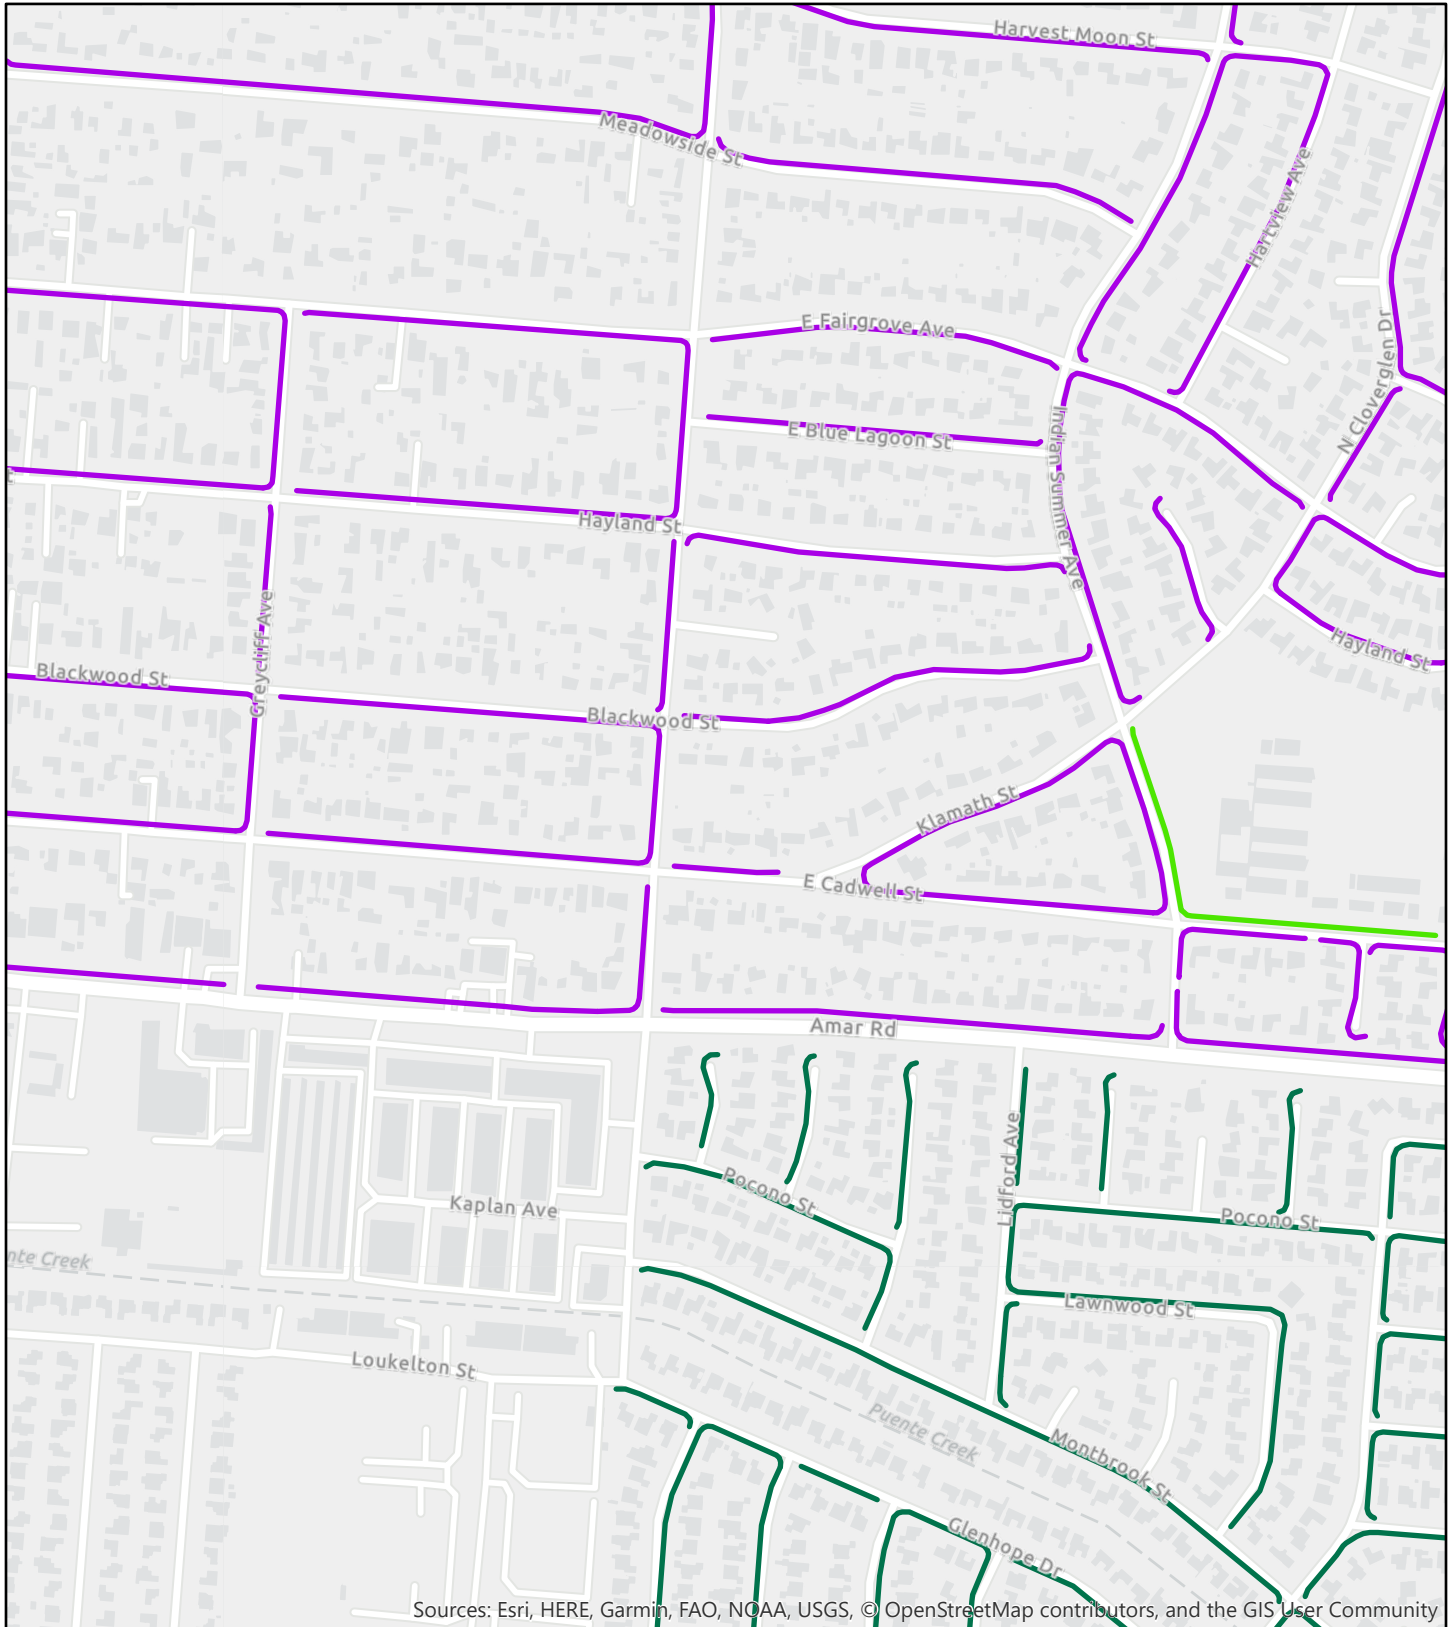 Harvest Moon St
Meadowside St
Hartview Ave
E Fairgrove Ave
N Cloverglen Dr
Indian Summer Ave
E Blue Lagoon St
Hayland St
Greycliff Ave
Hayland St
Blackwood St
Blackwood St
Klamath St
E Cadwell St
Amar Rd
Lidford Ave
Pocono St
Kaplan Ave
Pocono St
nte Creek
Lawnwood St
Loukelton St
Puente Creek
Montbrook St
Glenhope Dr
Sources: Esri, HERE, Garmin, FAO, NOAA, USGS, © OpenStreetMap contributors, and the GIS User Community